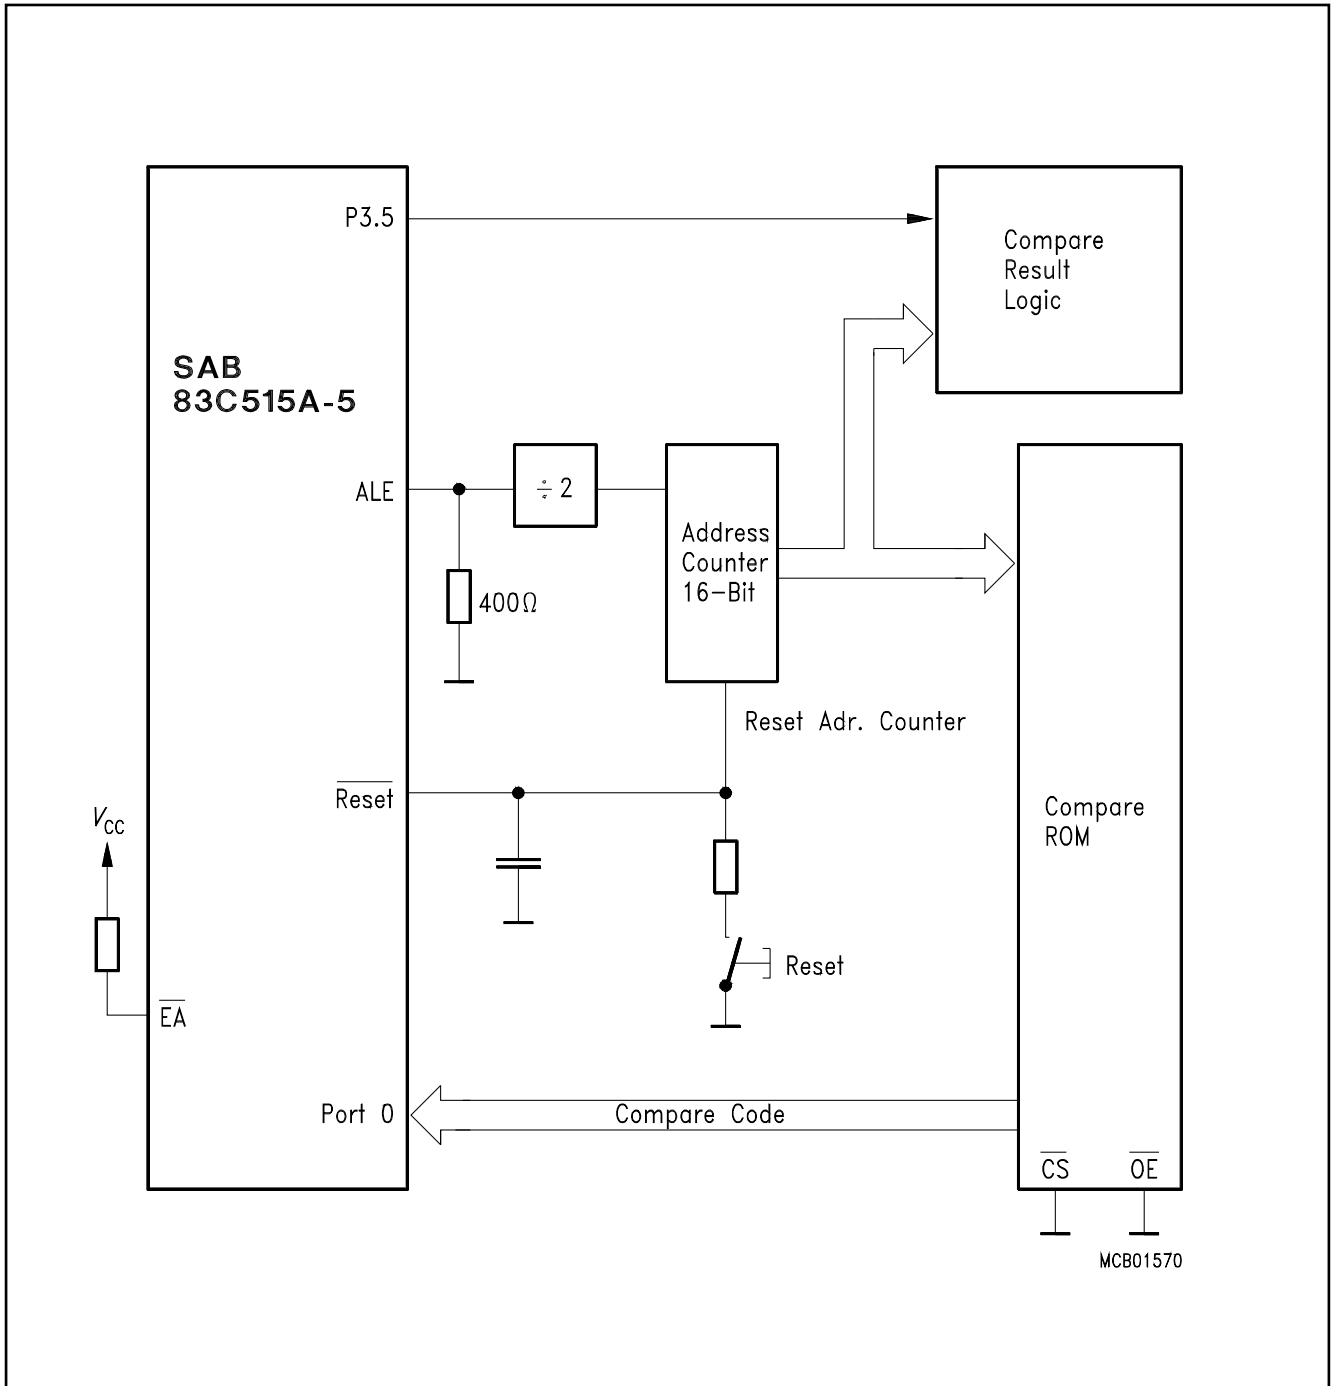 P3.5
Compare
Result
Logic
SAB
83C515A-5
ALE
÷ 2
Address
Counter
16-Bit
400Ω
Reset Adr. Counter
Reset
VCC
Compare
ROM
Reset
EA
Port 0
Compare Code
CS OE
MCB01570